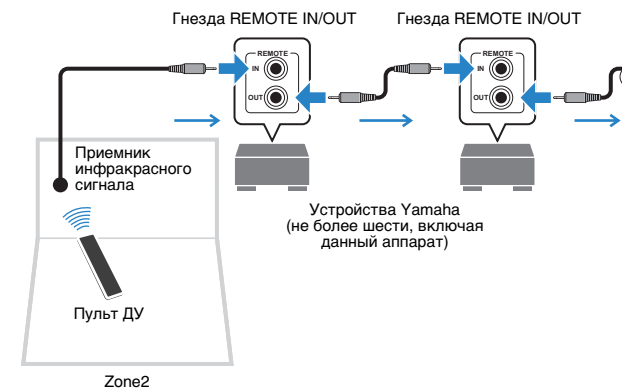 Гнезда REMOTE IN/OUT
Гнезда REMOTE IN/OUT
REMOTE
IN
OUT
REMOTE
IN
OUT
Приемник
инфракрасного
сигнала
Устройства Yamaha
(не более шести, включая
данный аппарат)
Пульт ДУ
Zone2